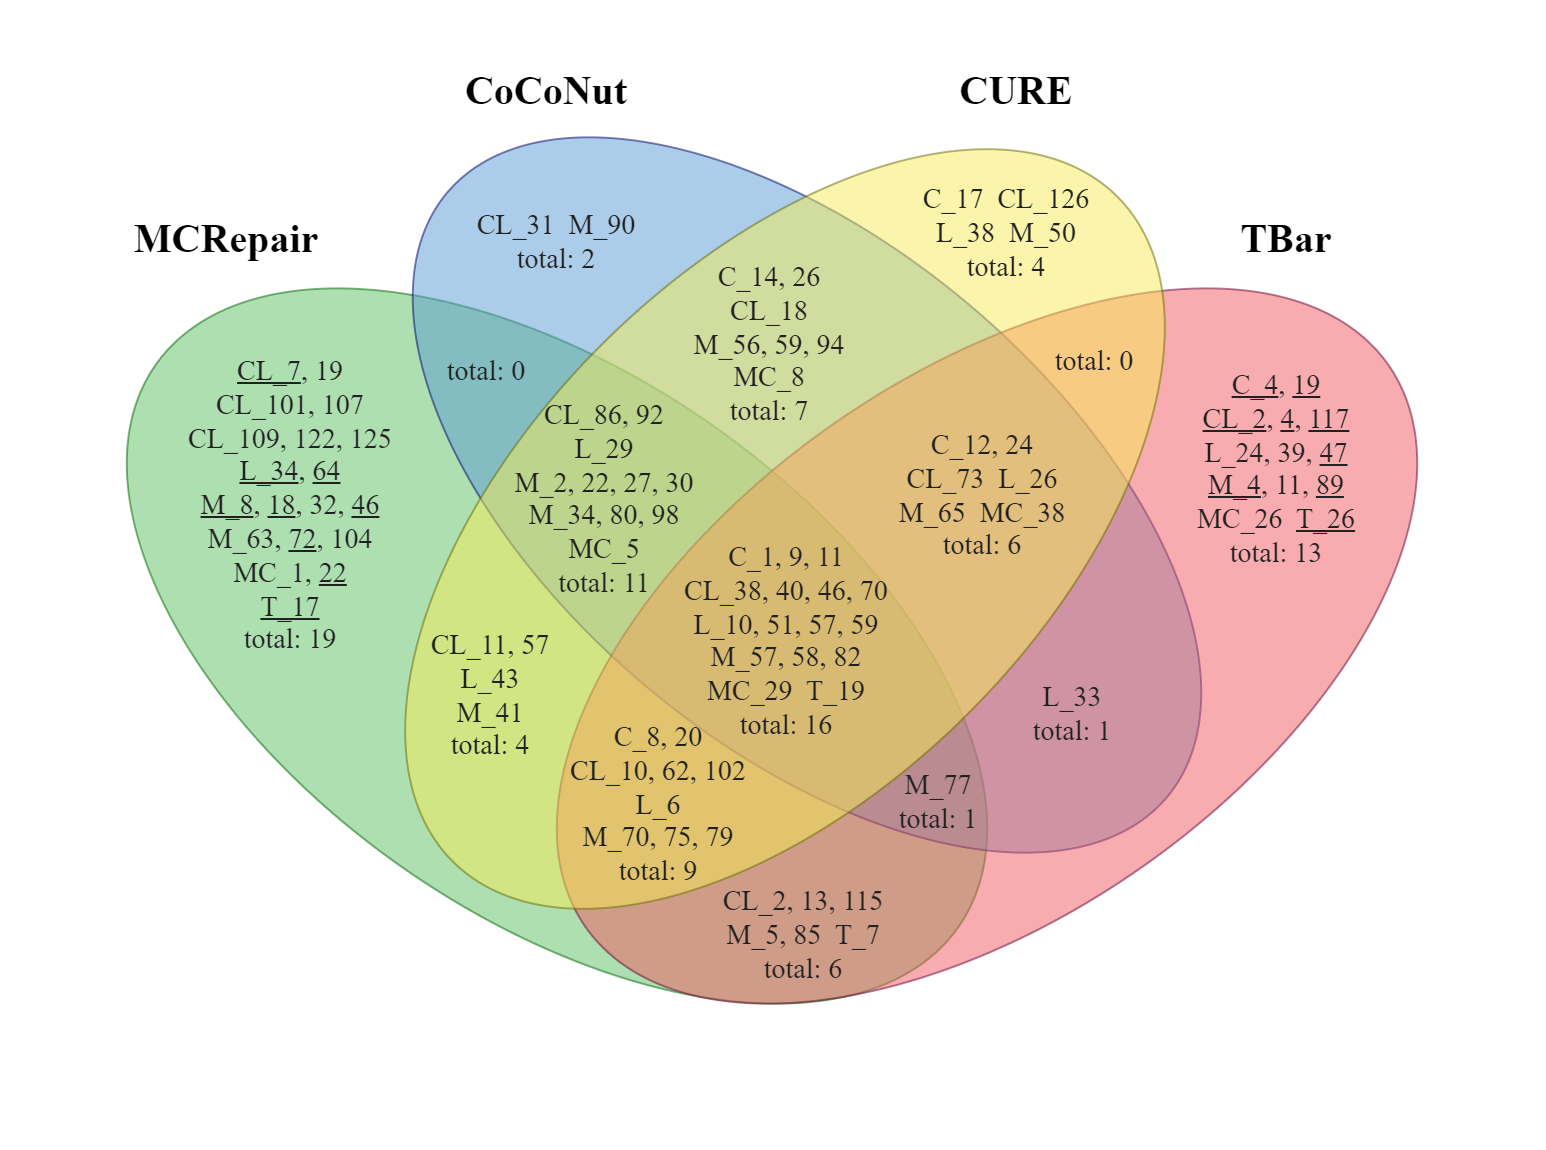 CoCoNut
CURE
MCRepair
TBar
CL_7, 19
CL_101, 107
CL_109, 122, 125
L_34, 64
M_8, 18, 32, 46
M_63, 72, 104
MC_1, 22
T_17
total: 19
CL_31 M_90
total: 2
C_17 CL_126
L_38 M_50
total: 4
C_4, 19
CL_2, 4, 117
L_24, 39, 47
M_4, 11, 89
MC_26 T_26
total: 13
total: 0
C_14, 26
CL_18
M_56, 59, 94
MC_8
total: 7
total: 0
CL_86, 92
L_29
M_2, 22, 27, 30
M_34, 80, 98
MC_5
total: 11
C_12, 24
CL_73 L_26
M_65 MC_38
total: 6
C_1, 9, 11
CL_38, 40, 46, 70
L_10, 51, 57, 59
M_57, 58, 82
MC_29 T_19
total: 16
CL_11, 57
L_43
M_41
total: 4
L_33
total: 1
C_8, 20
CL_10, 62, 102
L_6
M_70, 75, 79
total: 9
M_77
total: 1
CL_2, 13, 115
M_5, 85 T_7
total: 6